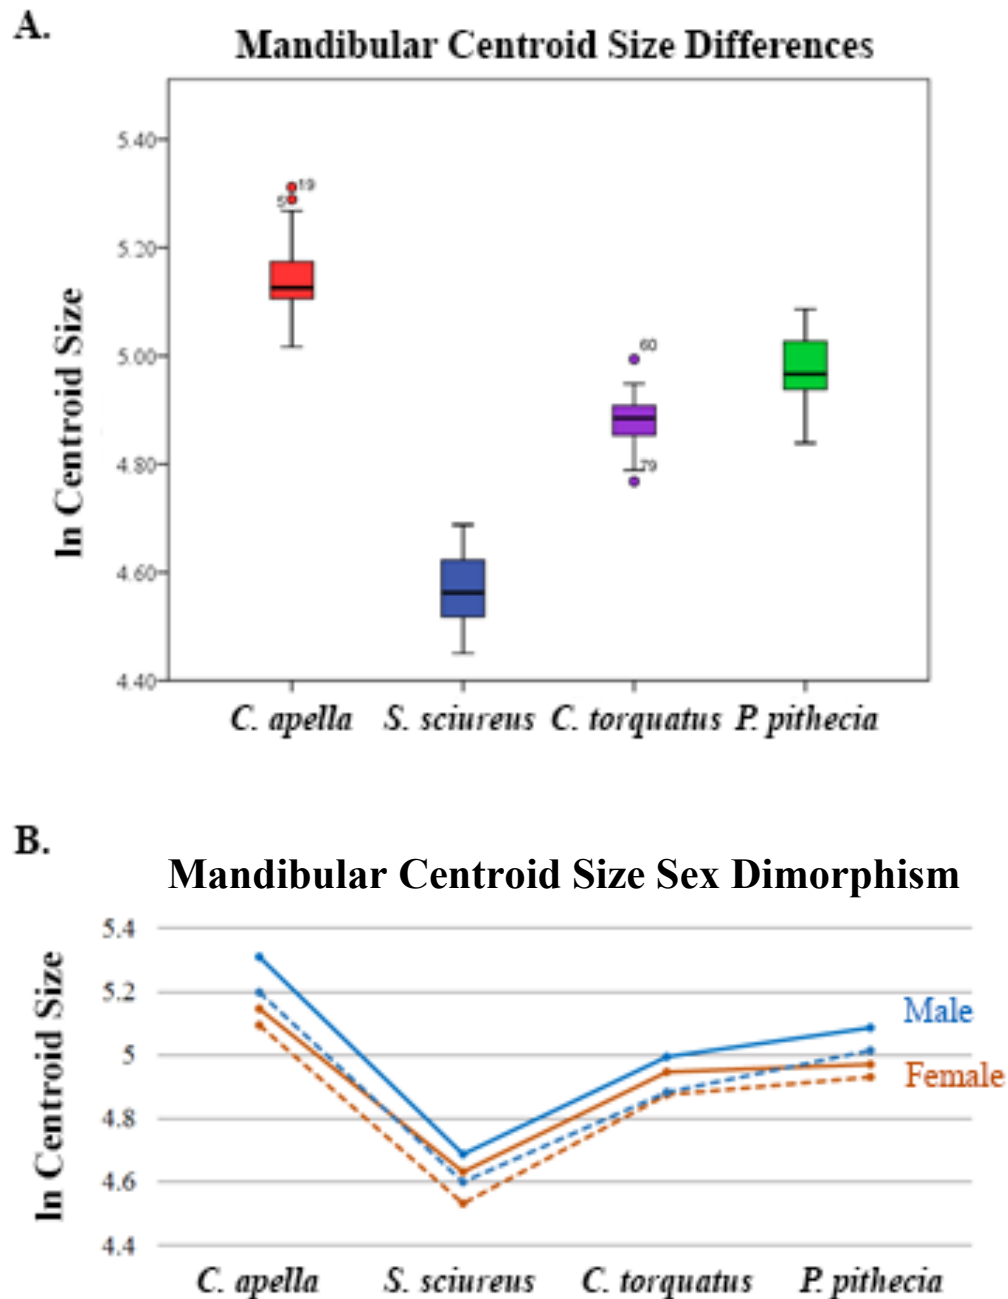 A.
Mandibular Centroid Size Differences
ln Centroid Size
5.40
5.20
5.00
4.80
4.60
4.40
19
5
60
79
C. apella S. sciureus C. torquatus P. pithecia
B.
Mandibular Centroid Size Sex Dimorphism
ln Centroid Size
5.4
5.2
5
4.8
4.6
4.4
Male
Female
C. apella S. sciureus C. torquatus P. pithecia